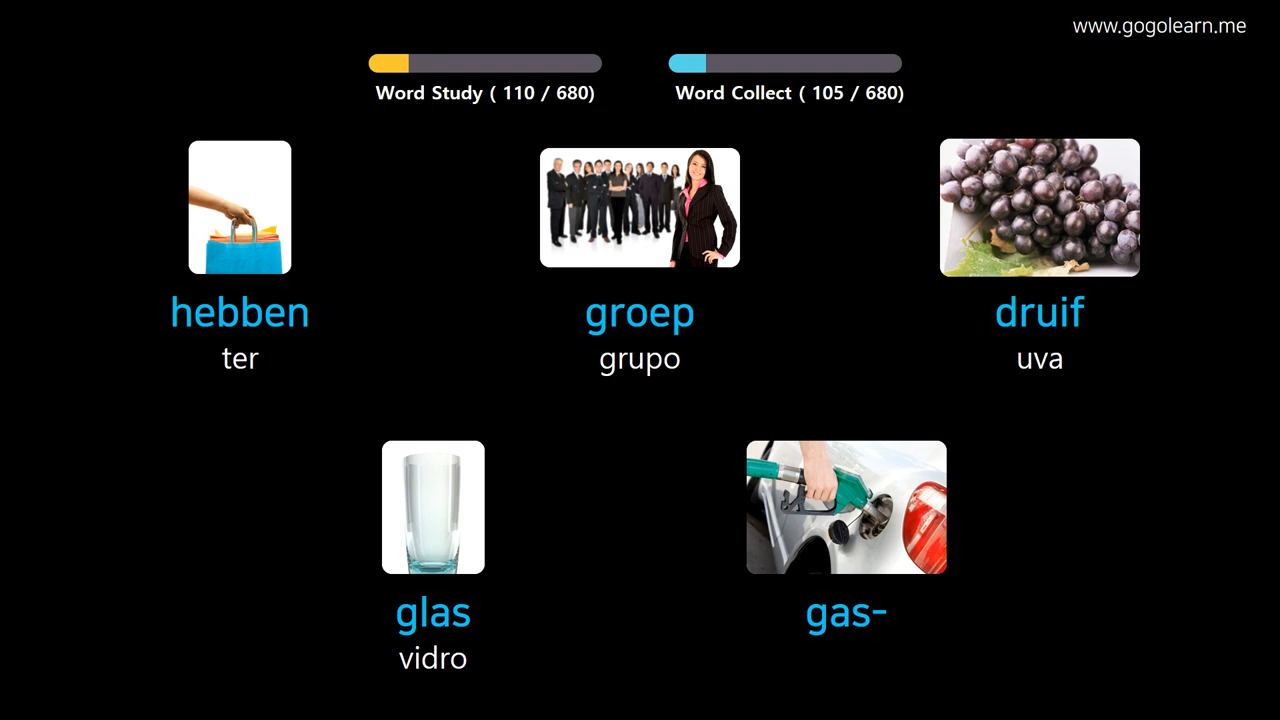 www.gogolearn.me
Word Study ( 110 / 680)
Word Collect ( 105 / 680)
hebben
groep
druif
ter
grupo
uva
glas
gas-
vidro